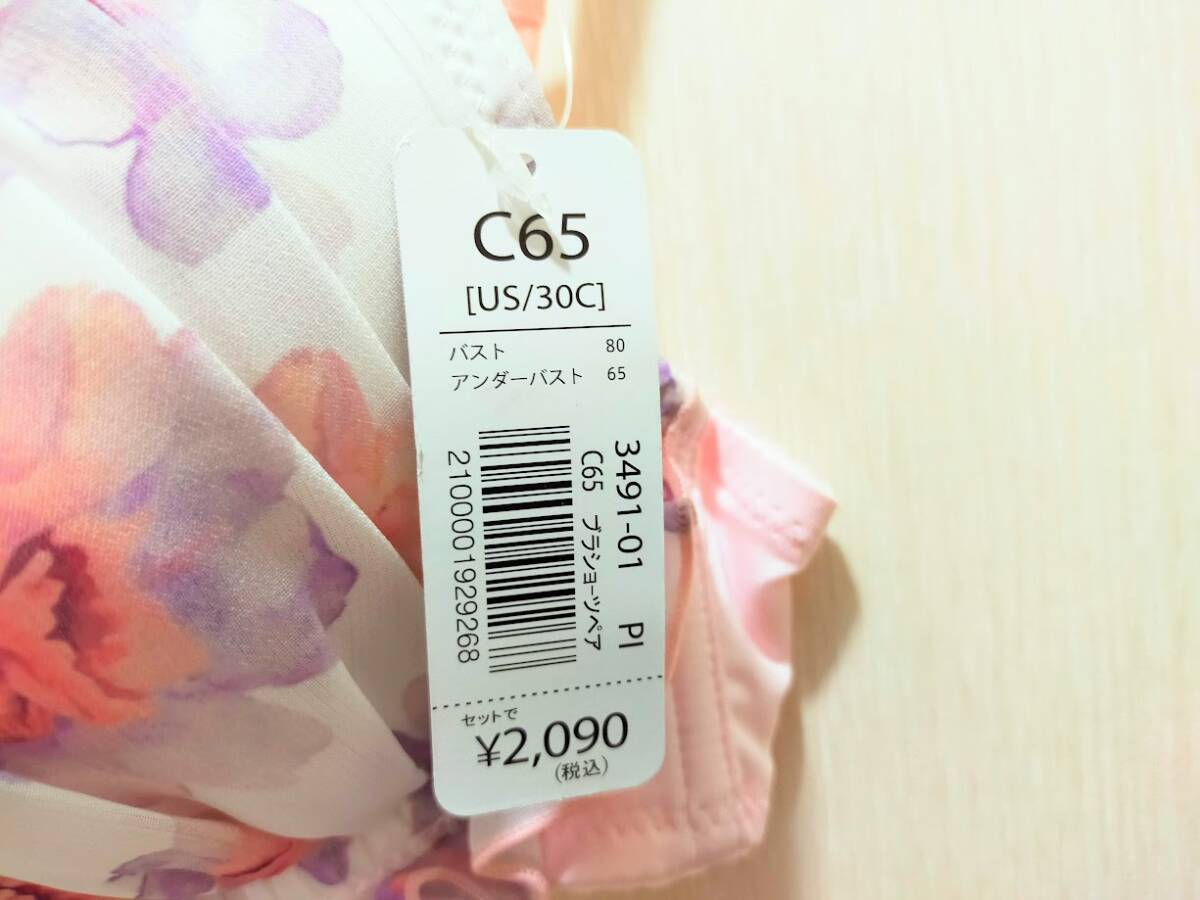 C65
[US/30C]
バスト 80
アンダーバスト 65
3491-01 PI
C65 ブラショーツペア
2100001929268
セットで
¥2,090
(税込)